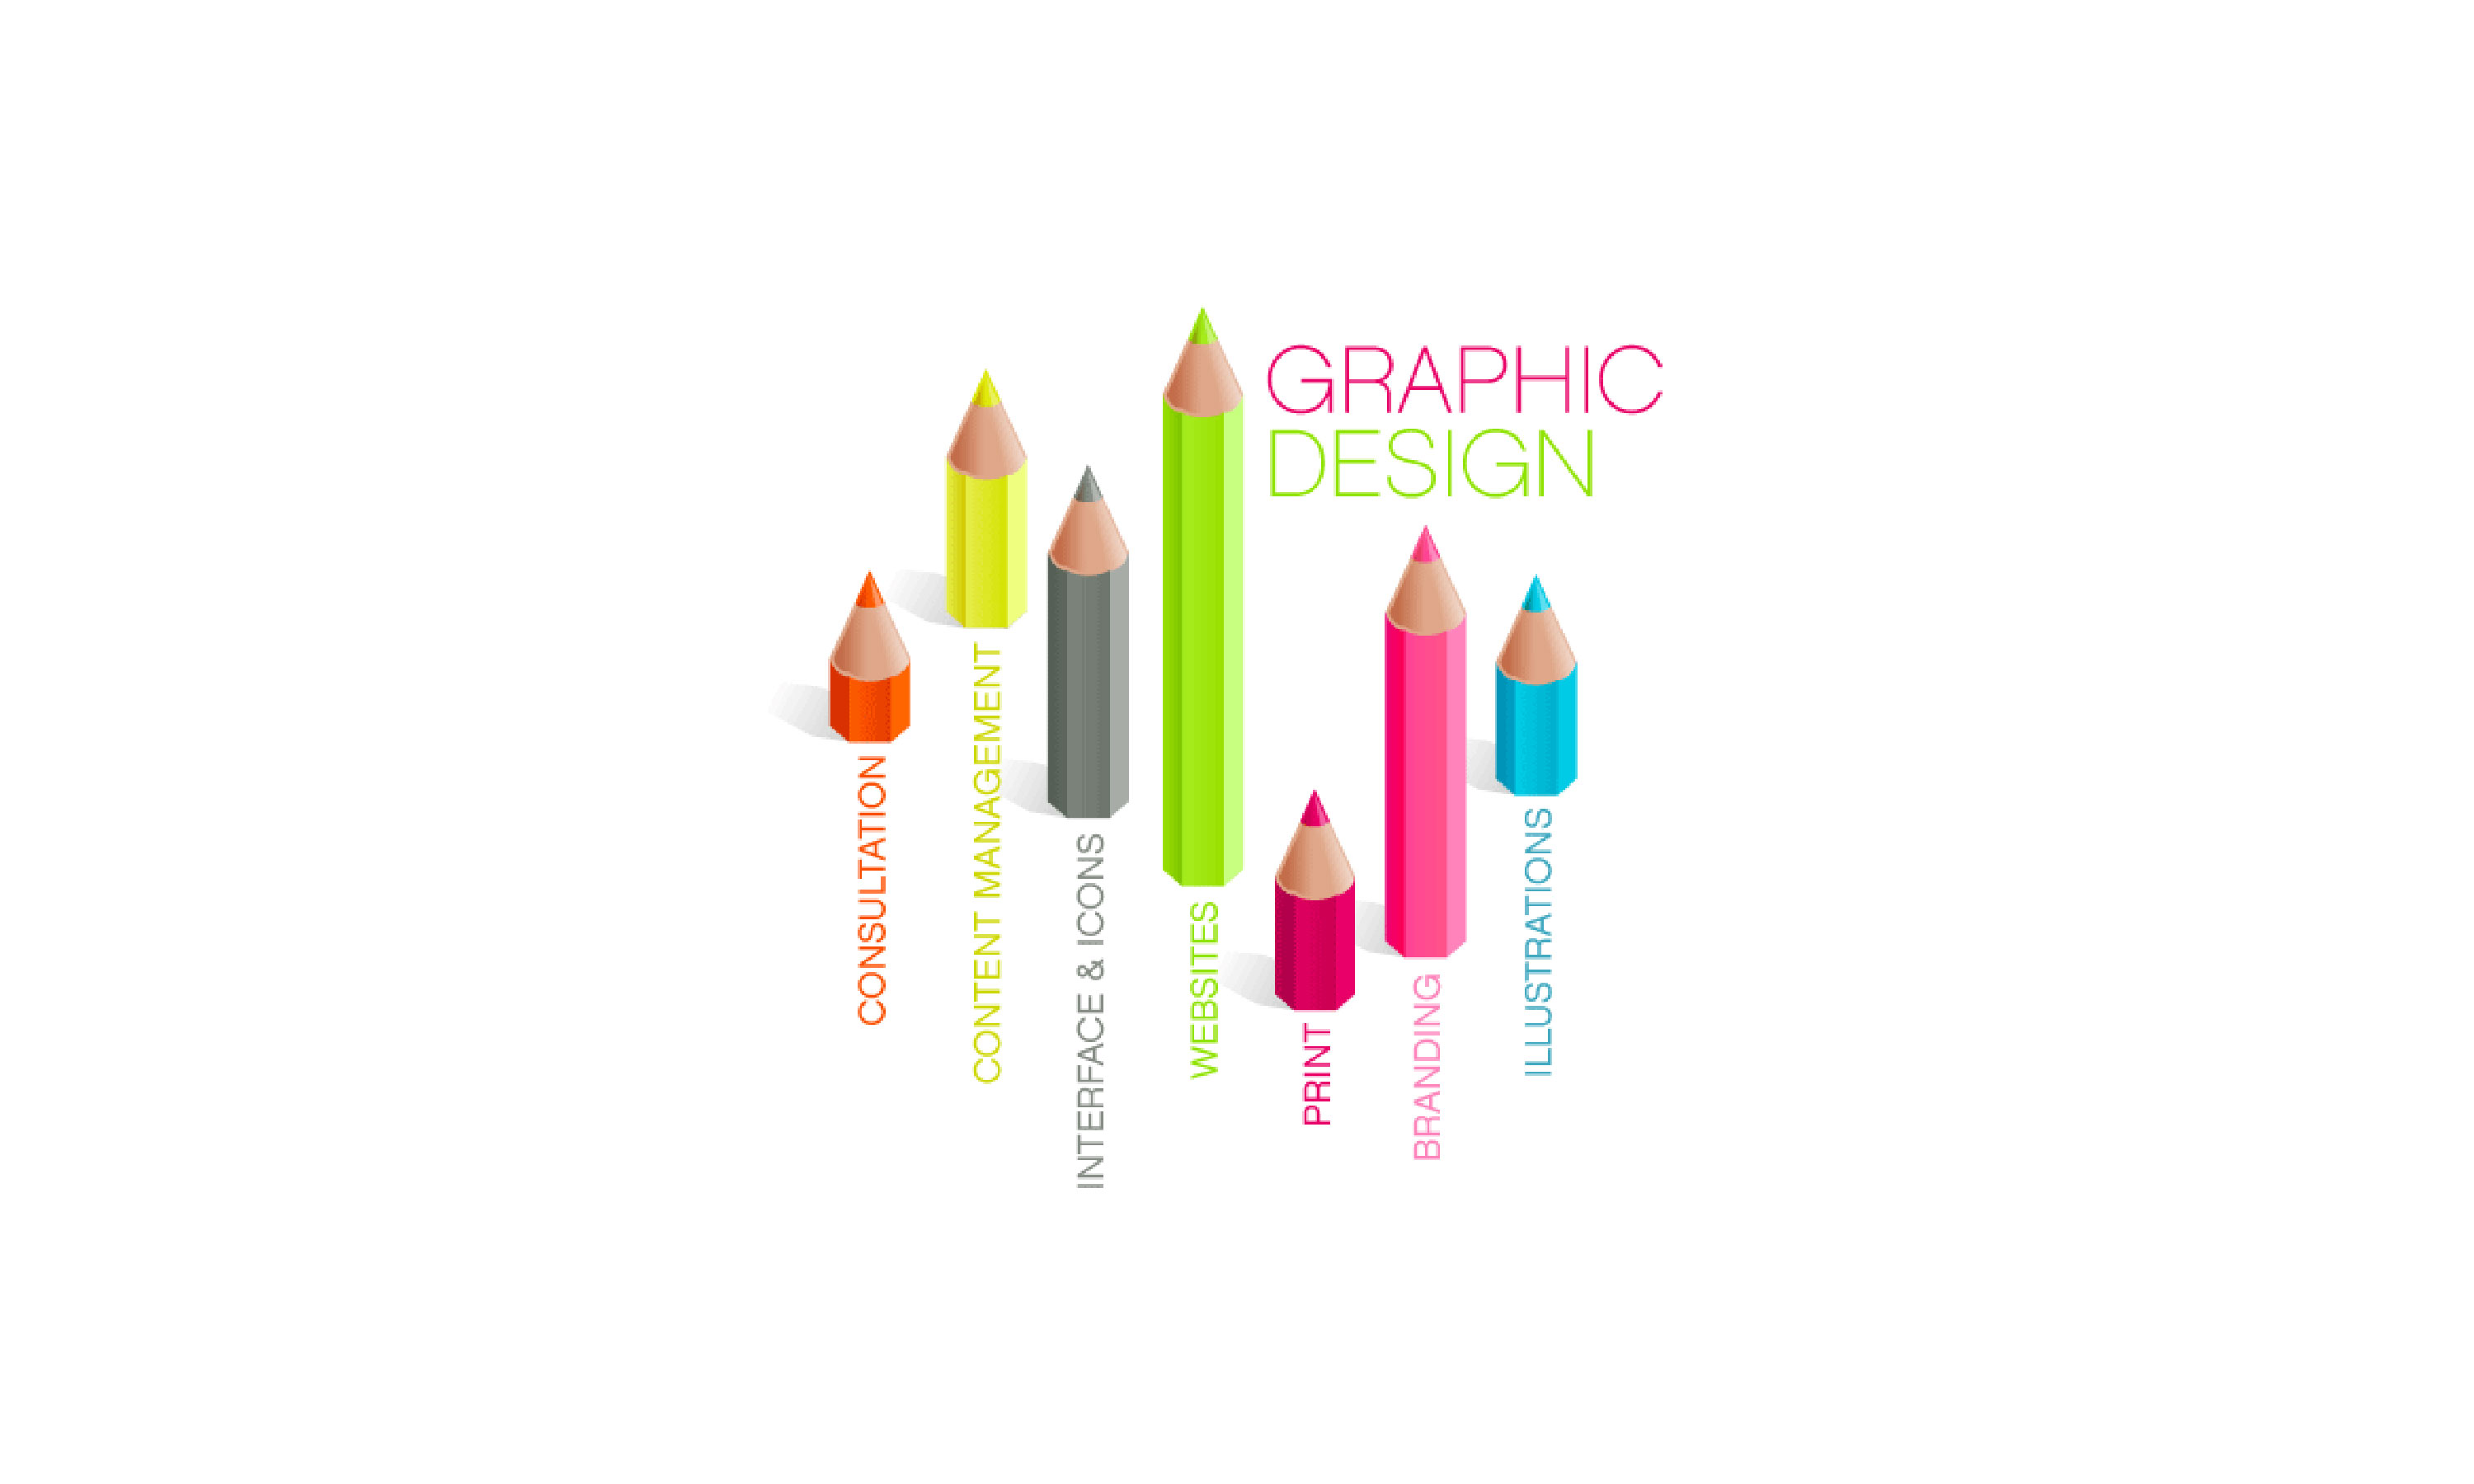 GRAPHIC
DESIGN
CONSULTATION
CONTENT MANAGEMENT
INTERFACE & ICONS
WEBSITES
PRINT
BRANDING
ILLUSTRATIONS